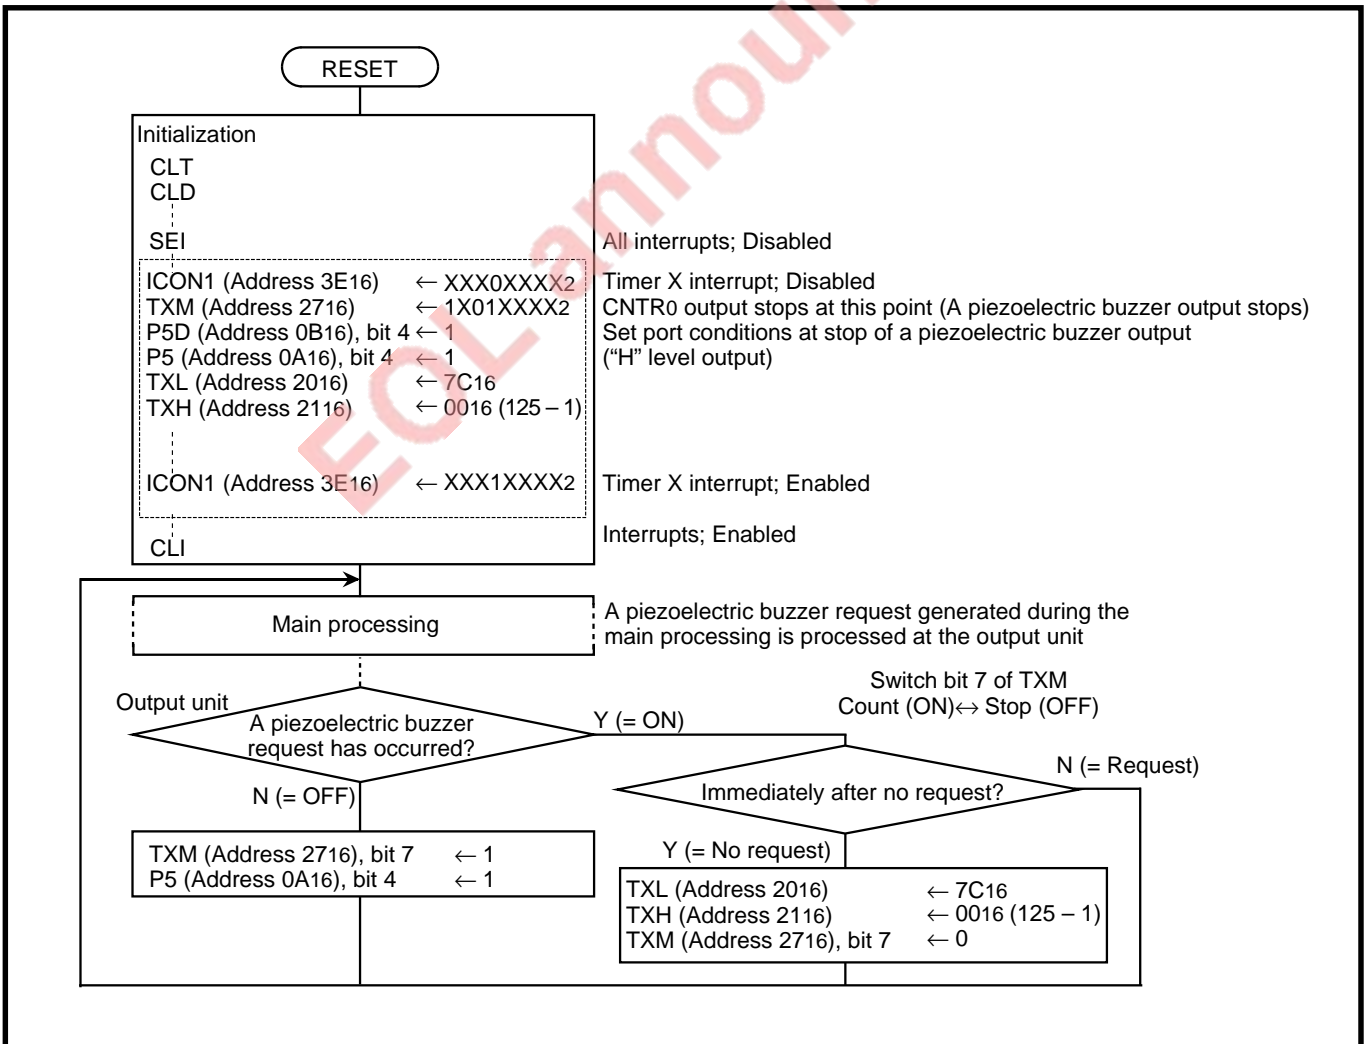 RESET
Initialization
CLT
CLD
SEI
All interrupts; Disabled
ICON1 (Address 3E16) ← XXX0XXXX2
Timer X interrupt; Disabled
TXM (Address 2716) ← 1X01XXXX2
CNTR0 output stops at this point (A piezoelectric buzzer output stops)
P5D (Address 0B16), bit 4 ← 1
Set port conditions at stop of a piezoelectric buzzer output
P5 (Address 0A16), bit 4 ← 1
(“H” level output)
TXL (Address 2016) ← 7C16
TXH (Address 2116) ← 0016 (125 – 1)
ICON1 (Address 3E16) ← XXX1XXXX2
Timer X interrupt; Enabled
Interrupts; Enabled
CLI
Main processing
A piezoelectric buzzer request generated during the
main processing is processed at the output unit
Output unit
A piezoelectric buzzer
request has occurred?
Y (= ON)
Switch bit 7 of TXM
Count (ON)↔ Stop (OFF)
N (= OFF)
Immediately after no request?
N (= Request)
Y (= No request)
TXM (Address 2716), bit 7 ← 1
P5 (Address 0A16), bit 4 ← 1
TXL (Address 2016) ← 7C16
TXH (Address 2116) ← 0016 (125 – 1)
TXM (Address 2716), bit 7 ← 0
EOL announ